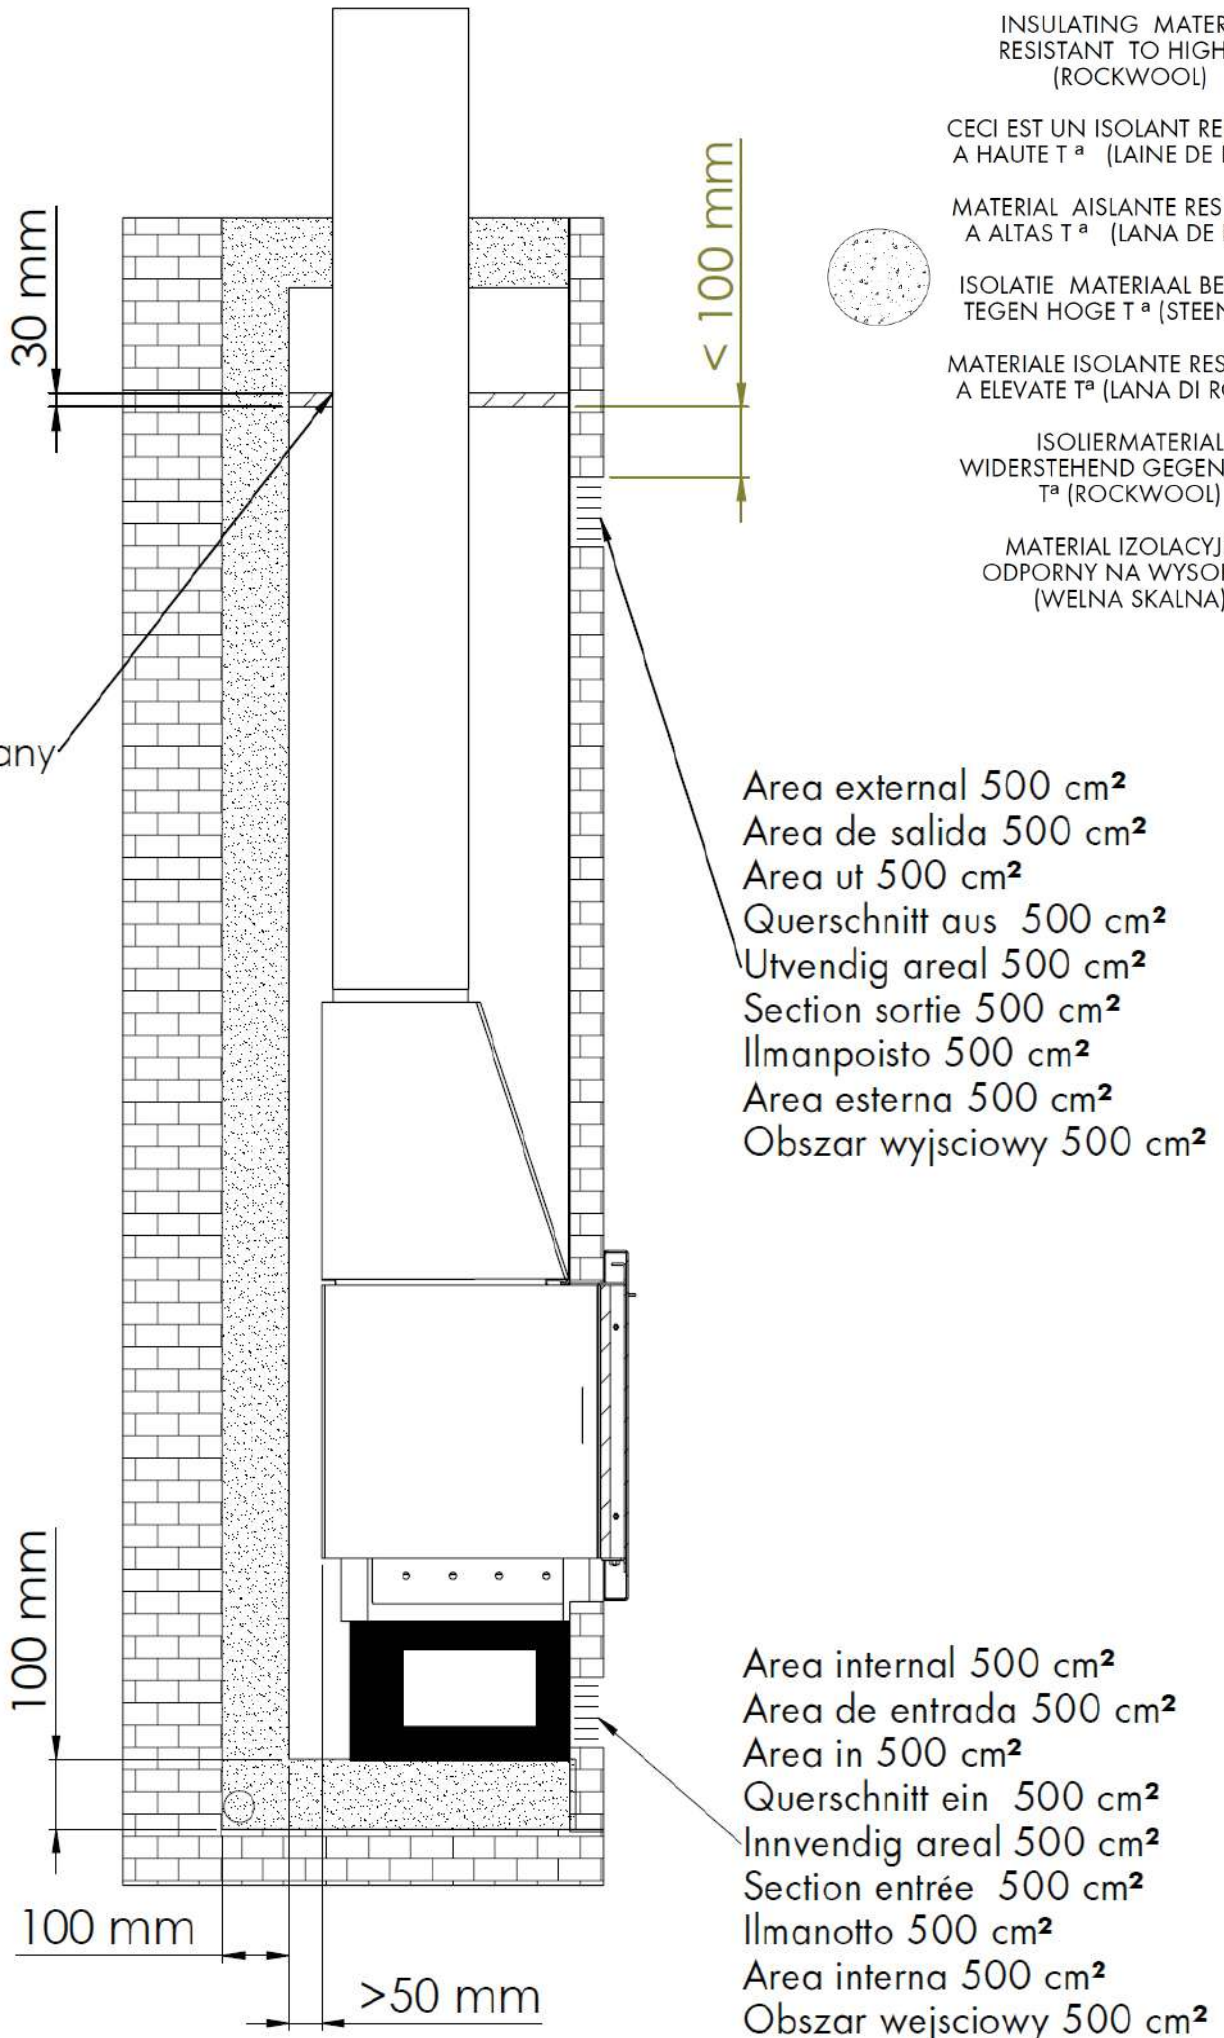 INSULATING MATER
RESISTANT TO HIGH
(ROCKWOOL)
CECI EST UN ISOLANT RE
A HAUTE T ª (LAINE DE
MATERIAL AISLANTE RES
A ALTAS T ª (LANA DE
ISOLATIE MATERIAAL BE
TEGEN HOGE T ª (STEEN
MATERIALE ISOLANTE RES
A ELEVATE Tª (LANA DI RO
ISOLIERMATERIAL
WIDERSTEHEND GEGEN
Tª (ROCKWOOL)
MATERIAL IZOLACYJ
ODPORNY NA WYSO
(WELNA SKALNA)
30 mm
< 100 mm
any
Area external 500 cm²
Area de salida 500 cm²
Area ut 500 cm²
Querschnitt aus 500 cm²
Utvendig areal 500 cm²
Section sortie 500 cm²
Ilmanpoisto 500 cm²
Area esterna 500 cm²
Obszar wyjsciowy 500 cm²
100 mm
Area internal 500 cm²
Area de entrada 500 cm²
Area in 500 cm²
Querschnitt ein 500 cm²
Innvendig areal 500 cm²
Section entrée 500 cm²
Ilmanotto 500 cm²
Area interna 500 cm²
Obszar wejsciowy 500 cm²
100 mm
>50 mm